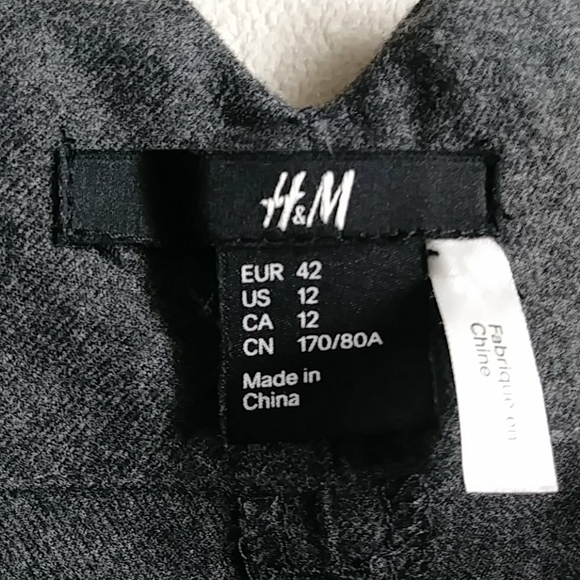 H&M
EUR 42
US 12
CA 12
CN 170/80A
Made in
China
Fabriqué en
Chine